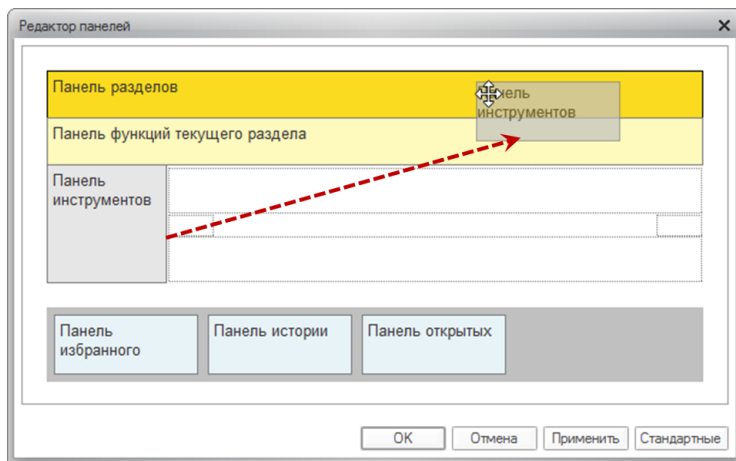 Редактор панелей
Панель разделов
Панель
инструментов
Панель функций текущего раздела
Панель
инструментов
Панель
избранного
Панель истории
Панель открытых
ОК
Отмена
Применить
Стандартные